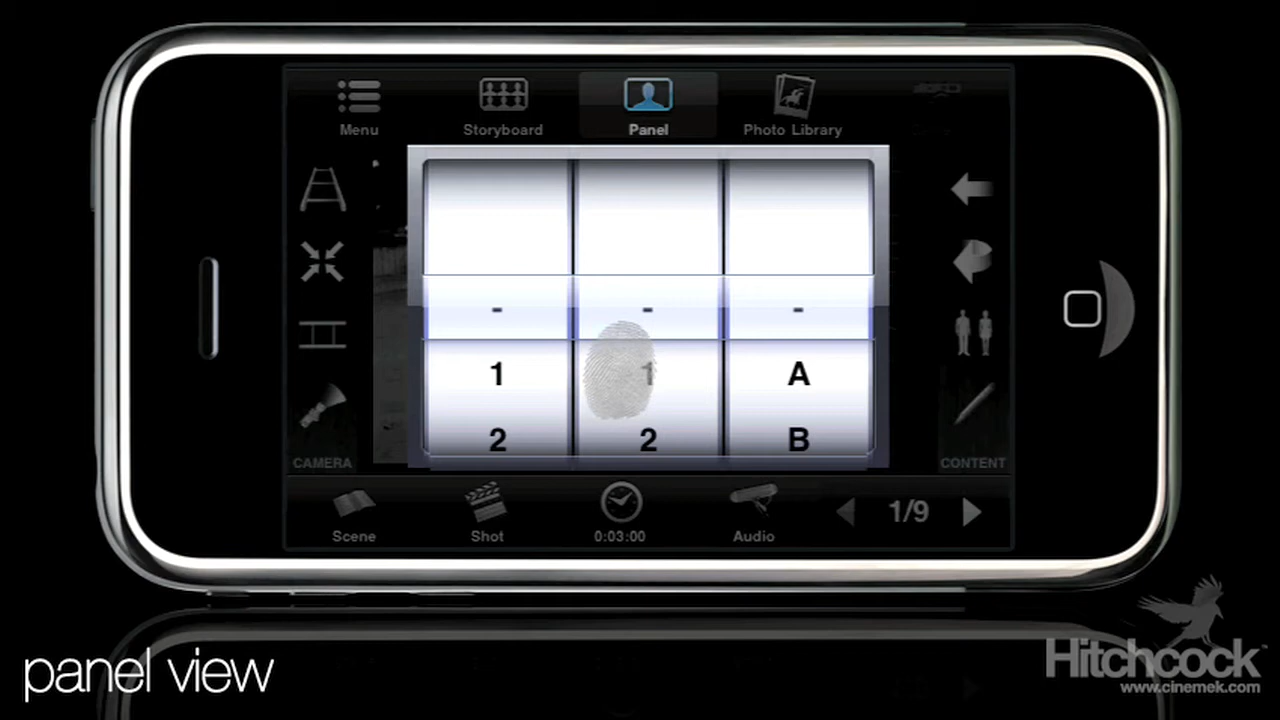 Menu
Storyboard
Panel
Photo Library
- - -
1 1 A
2 2 B
CAMERA
CONTENT
Scene
Shot
0:03:00
Audio
1/9
panel view
Hitchcock
www.cinemek.com